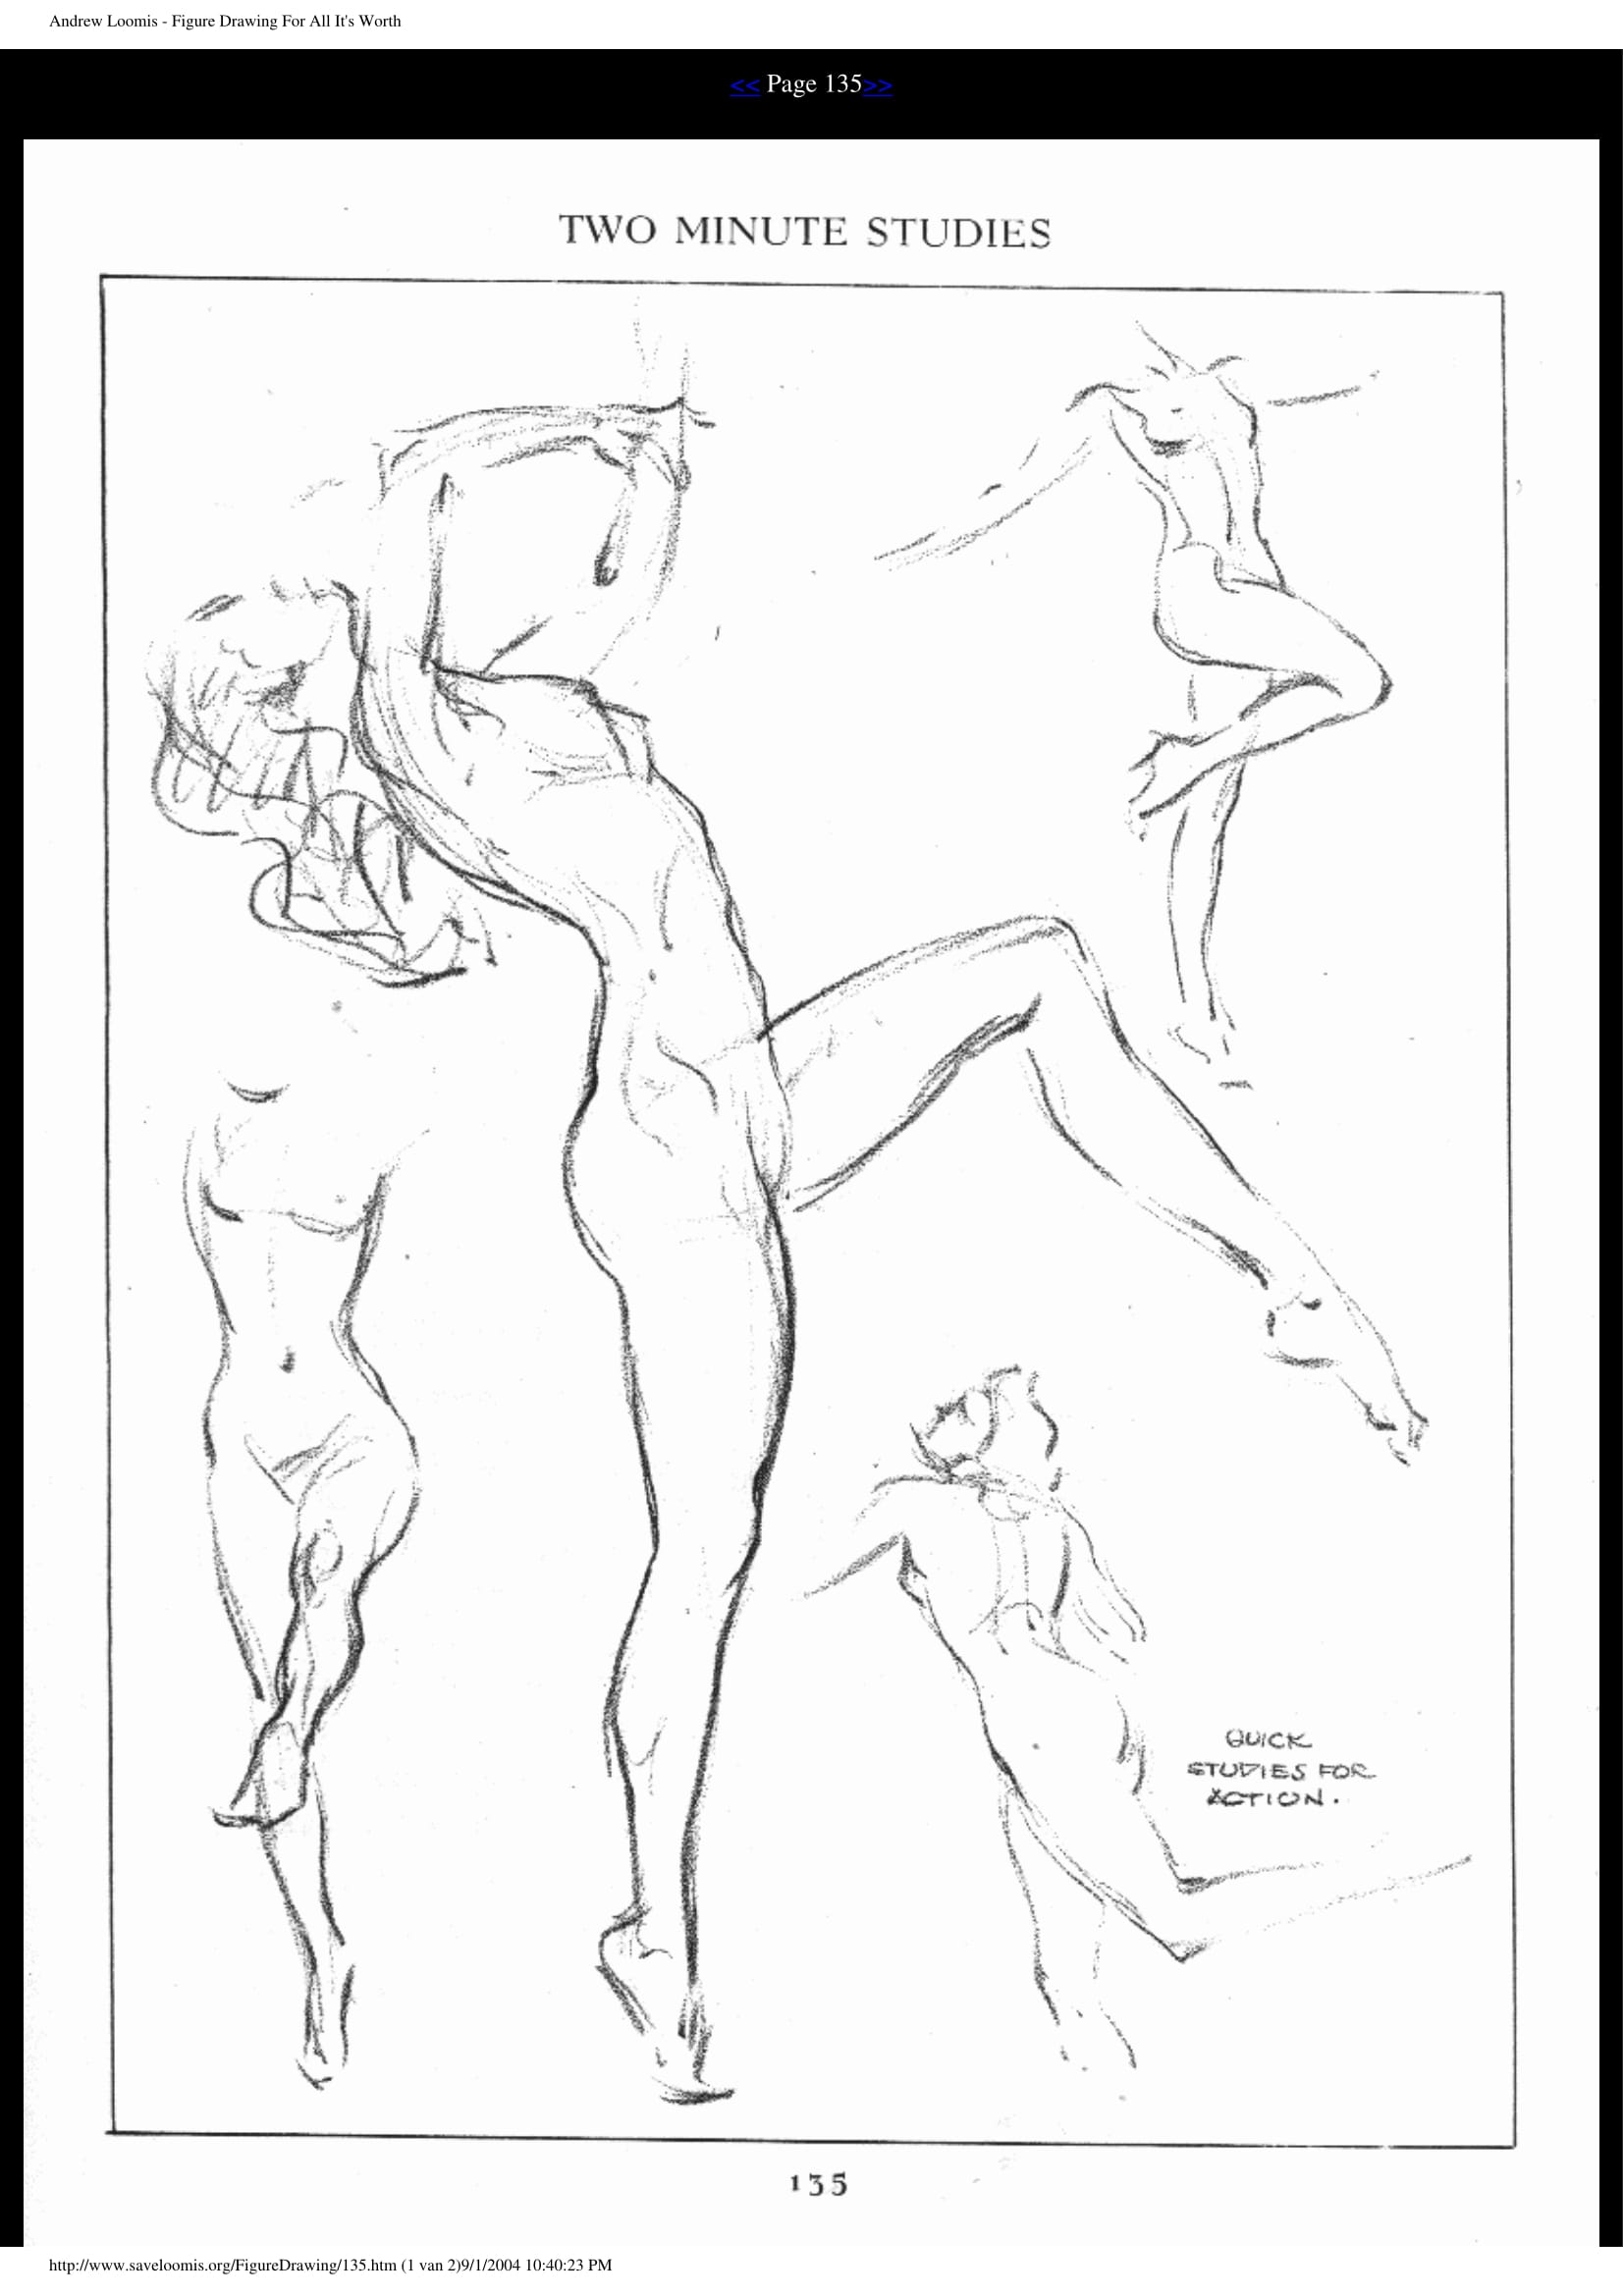 Andrew Loomis - Figure Drawing For All It's Worth
<< Page 135>>
TWO MINUTE STUDIES
QUICK
STUDIES FOR
ACTION.
135
http://www.saveloomis.org/FigureDrawing/135.htm (1 van 2)9/1/2004 10:40:23 PM